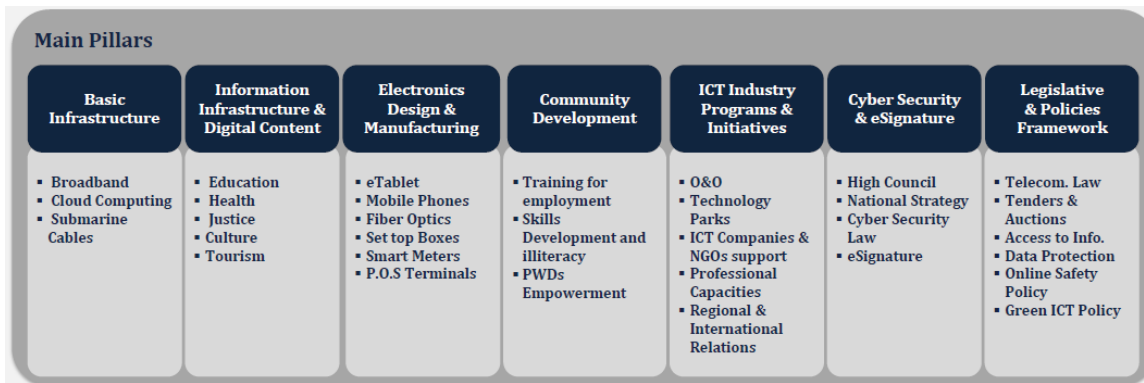 Main Pillars
Basic
Infrastructure
▪ Broadband
▪ Cloud Computing
▪ Submarine
Cables
Information
Infrastructure &
Digital Content
▪ Education
▪ Health
▪ Justice
▪ Culture
▪ Tourism
Electronics
Design &
Manufacturing
▪ eTablet
▪ Mobile Phones
▪ Fiber Optics
▪ Set top Boxes
▪ Smart Meters
▪ P.O.S Terminals
Community
Development
▪ Training for
employment
▪ Skills
Development and
illiteracy
▪ PWDs
Empowerment
ICT Industry
Programs &
Initiatives
▪ O&O
▪ Technology
Parks
▪ ICT Companies &
NGOs support
▪ Professional
Capacities
▪ Regional &
International
Relations
Cyber Security
& eSignature
▪ High Council
▪ National Strategy
▪ Cyber Security
Law
▪ eSignature
Legislative
& Policies
Framework
▪ Telecom. Law
▪ Tenders &
Auctions
▪ Access to Info.
▪ Data Protection
▪ Online Safety
Policy
▪ Green ICT Policy